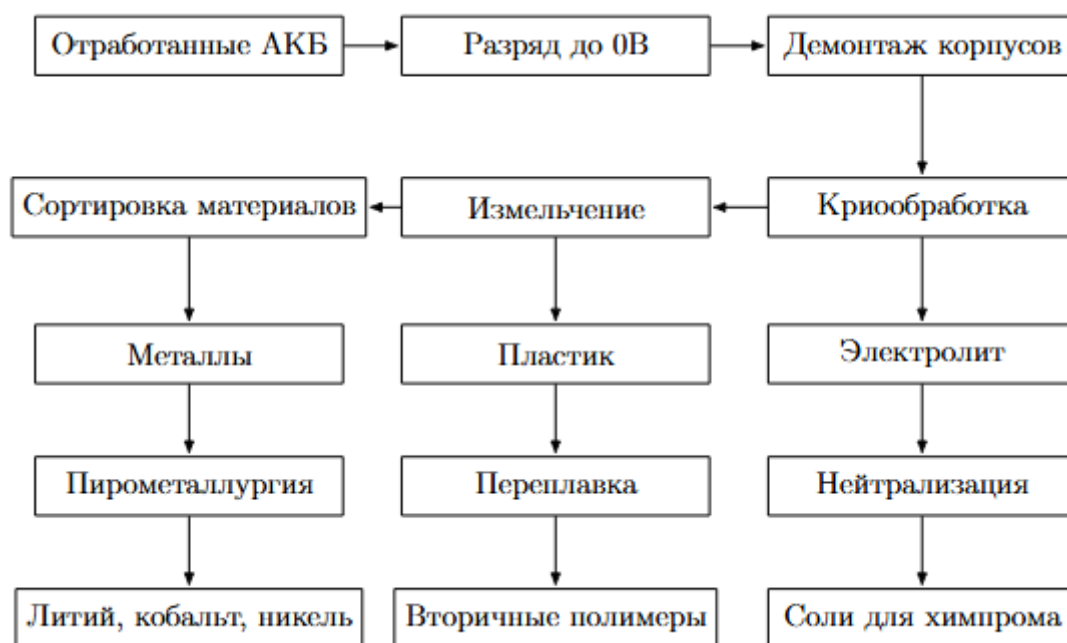 Отработанные АКБ
Разряд до 0В
Демонтаж корпусов
Сортировка материалов
Измельчение
Криообработка
Металлы
Пластик
Электролит
Пирометаллургия
Переплавка
Нейтрализация
Литий, кобальт, никель
Вторичные полимеры
Соли для химпрома